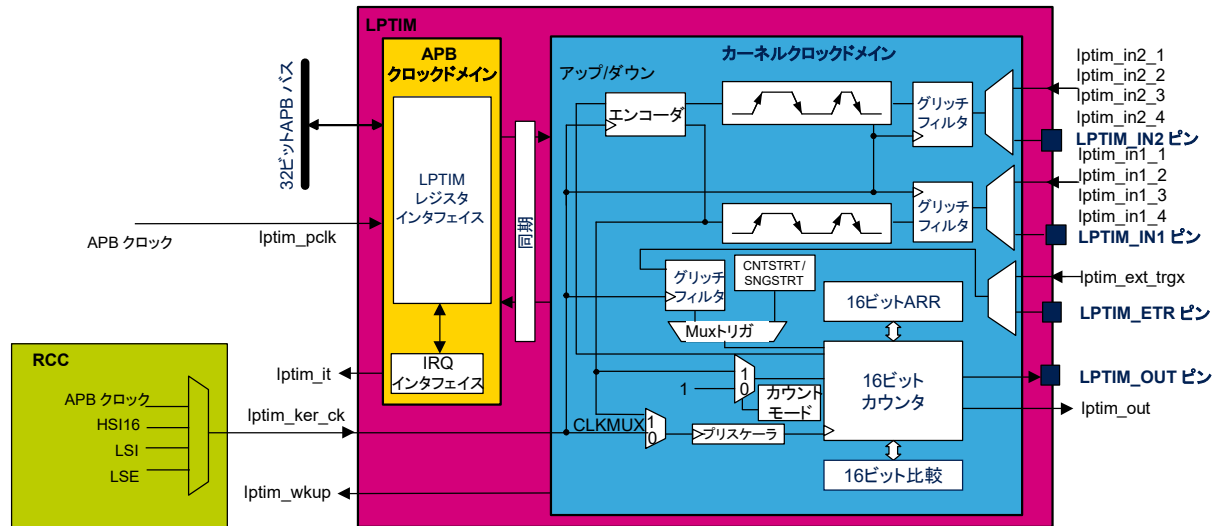 LPTIM
APB
クロックドメイン
カーネルクロックドメイン
32ビットAPB バス
LPTIM
レジスタ
インタフェイス
IRQ
インタフェイス
同期
アップ/ダウン
エンコーダ
グリッチ
フィルタ
グリッチ
フィルタ
グリッチ
フィルタ
CNTSTRT /
SNGSTRT
Muxトリガ
16ビットARR
16ビット
カウンタ
16ビット比較
1
1
0
カウント
モード
CLKMUX
1
0
プリスケーラ
lptim_in2_1
lptim_in2_2
lptim_in2_3
lptim_in2_4
LPTIM_IN2 ピン
lptim_in1_1
lptim_in1_2
lptim_in1_3
lptim_in1_4
LPTIM_IN1 ピン
lptim_ext_trgx
LPTIM_ETR ピン
LPTIM_OUT ピン
lptim_out
APB クロック
lptim_pclk
lptim_it
lptim_ker_ck
lptim_wkup
RCC
APB クロック
HSI16
LSI
LSE